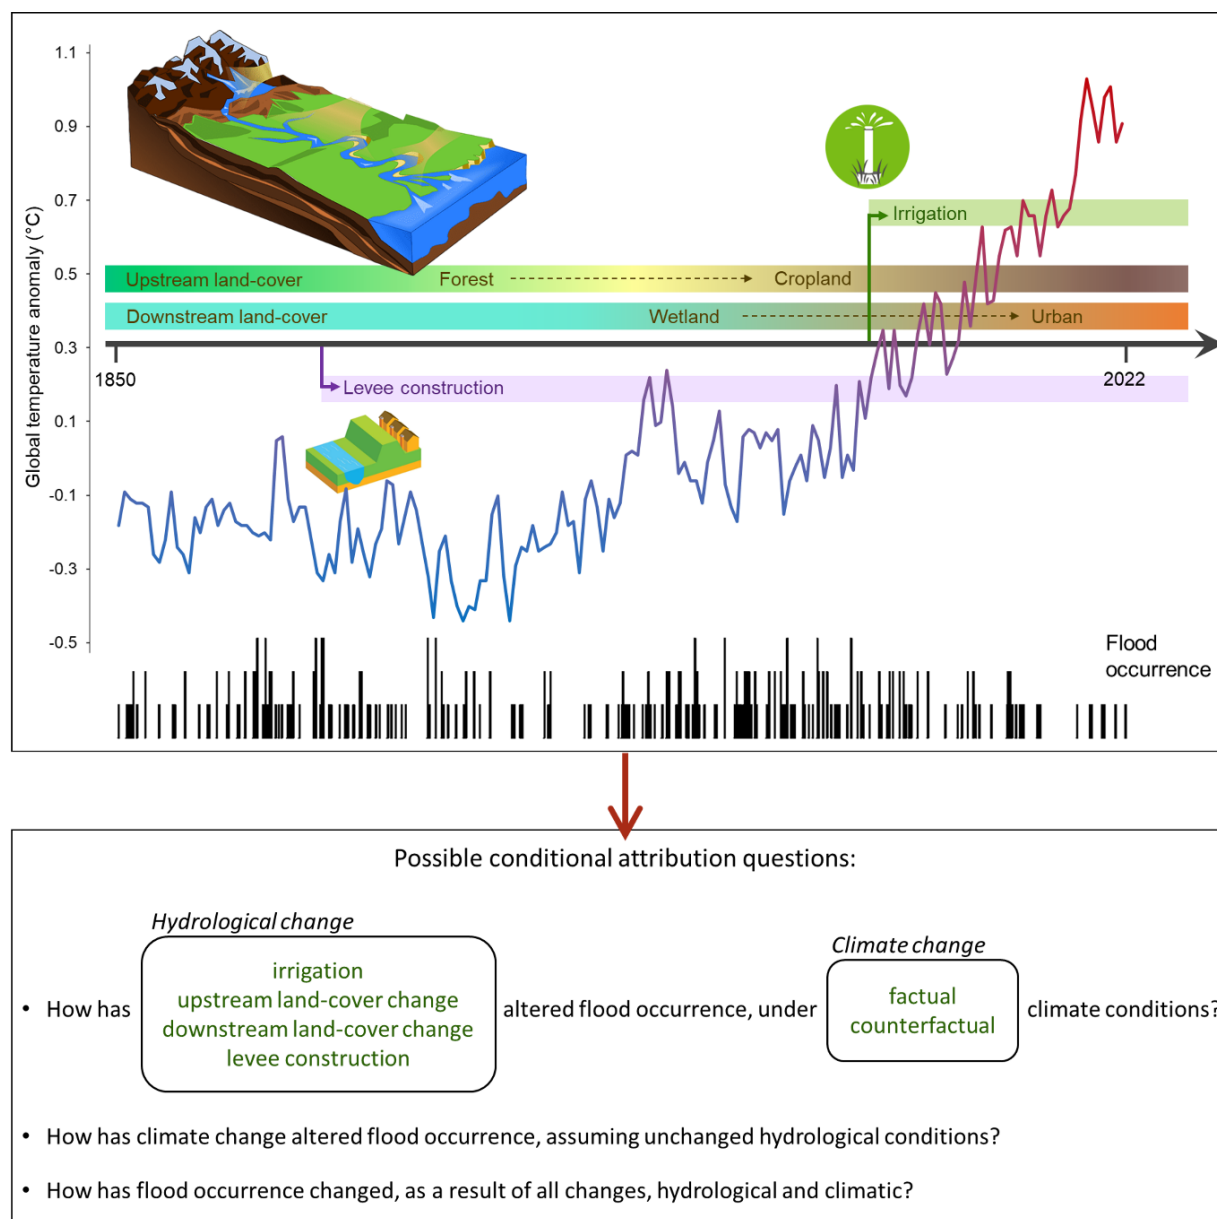 Global temperature anomaly (°C)
1.1
0.9
0.7
0.5
0.3
0.1
-0.1
-0.3
-0.5
Irrigation
Upstream land-cover Forest Cropland
Downstream land-cover Wetland Urban
1850 2022
Levee construction
Flood
occurrence
Possible conditional attribution questions:
Hydrological change
irrigation
upstream land-cover change
downstream land-cover change
levee construction
Climate change
factual
counterfactual
• How has altered flood occurrence, under climate conditions?
• How has climate change altered flood occurrence, assuming unchanged hydrological conditions?
• How has flood occurrence changed, as a result of all changes, hydrological and climatic?